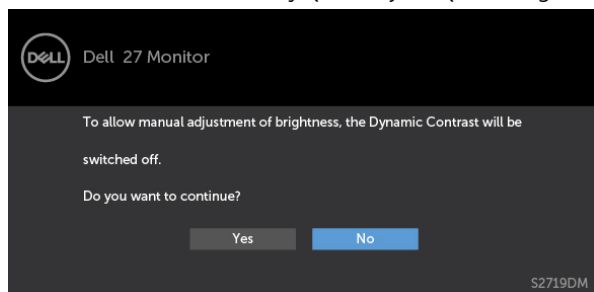 DELL
Dell 27 Monitor
To allow manual adjustment of brightness, the Dynamic Contrast will be
switched off.
Do you want to continue?
Yes No
S2719DM